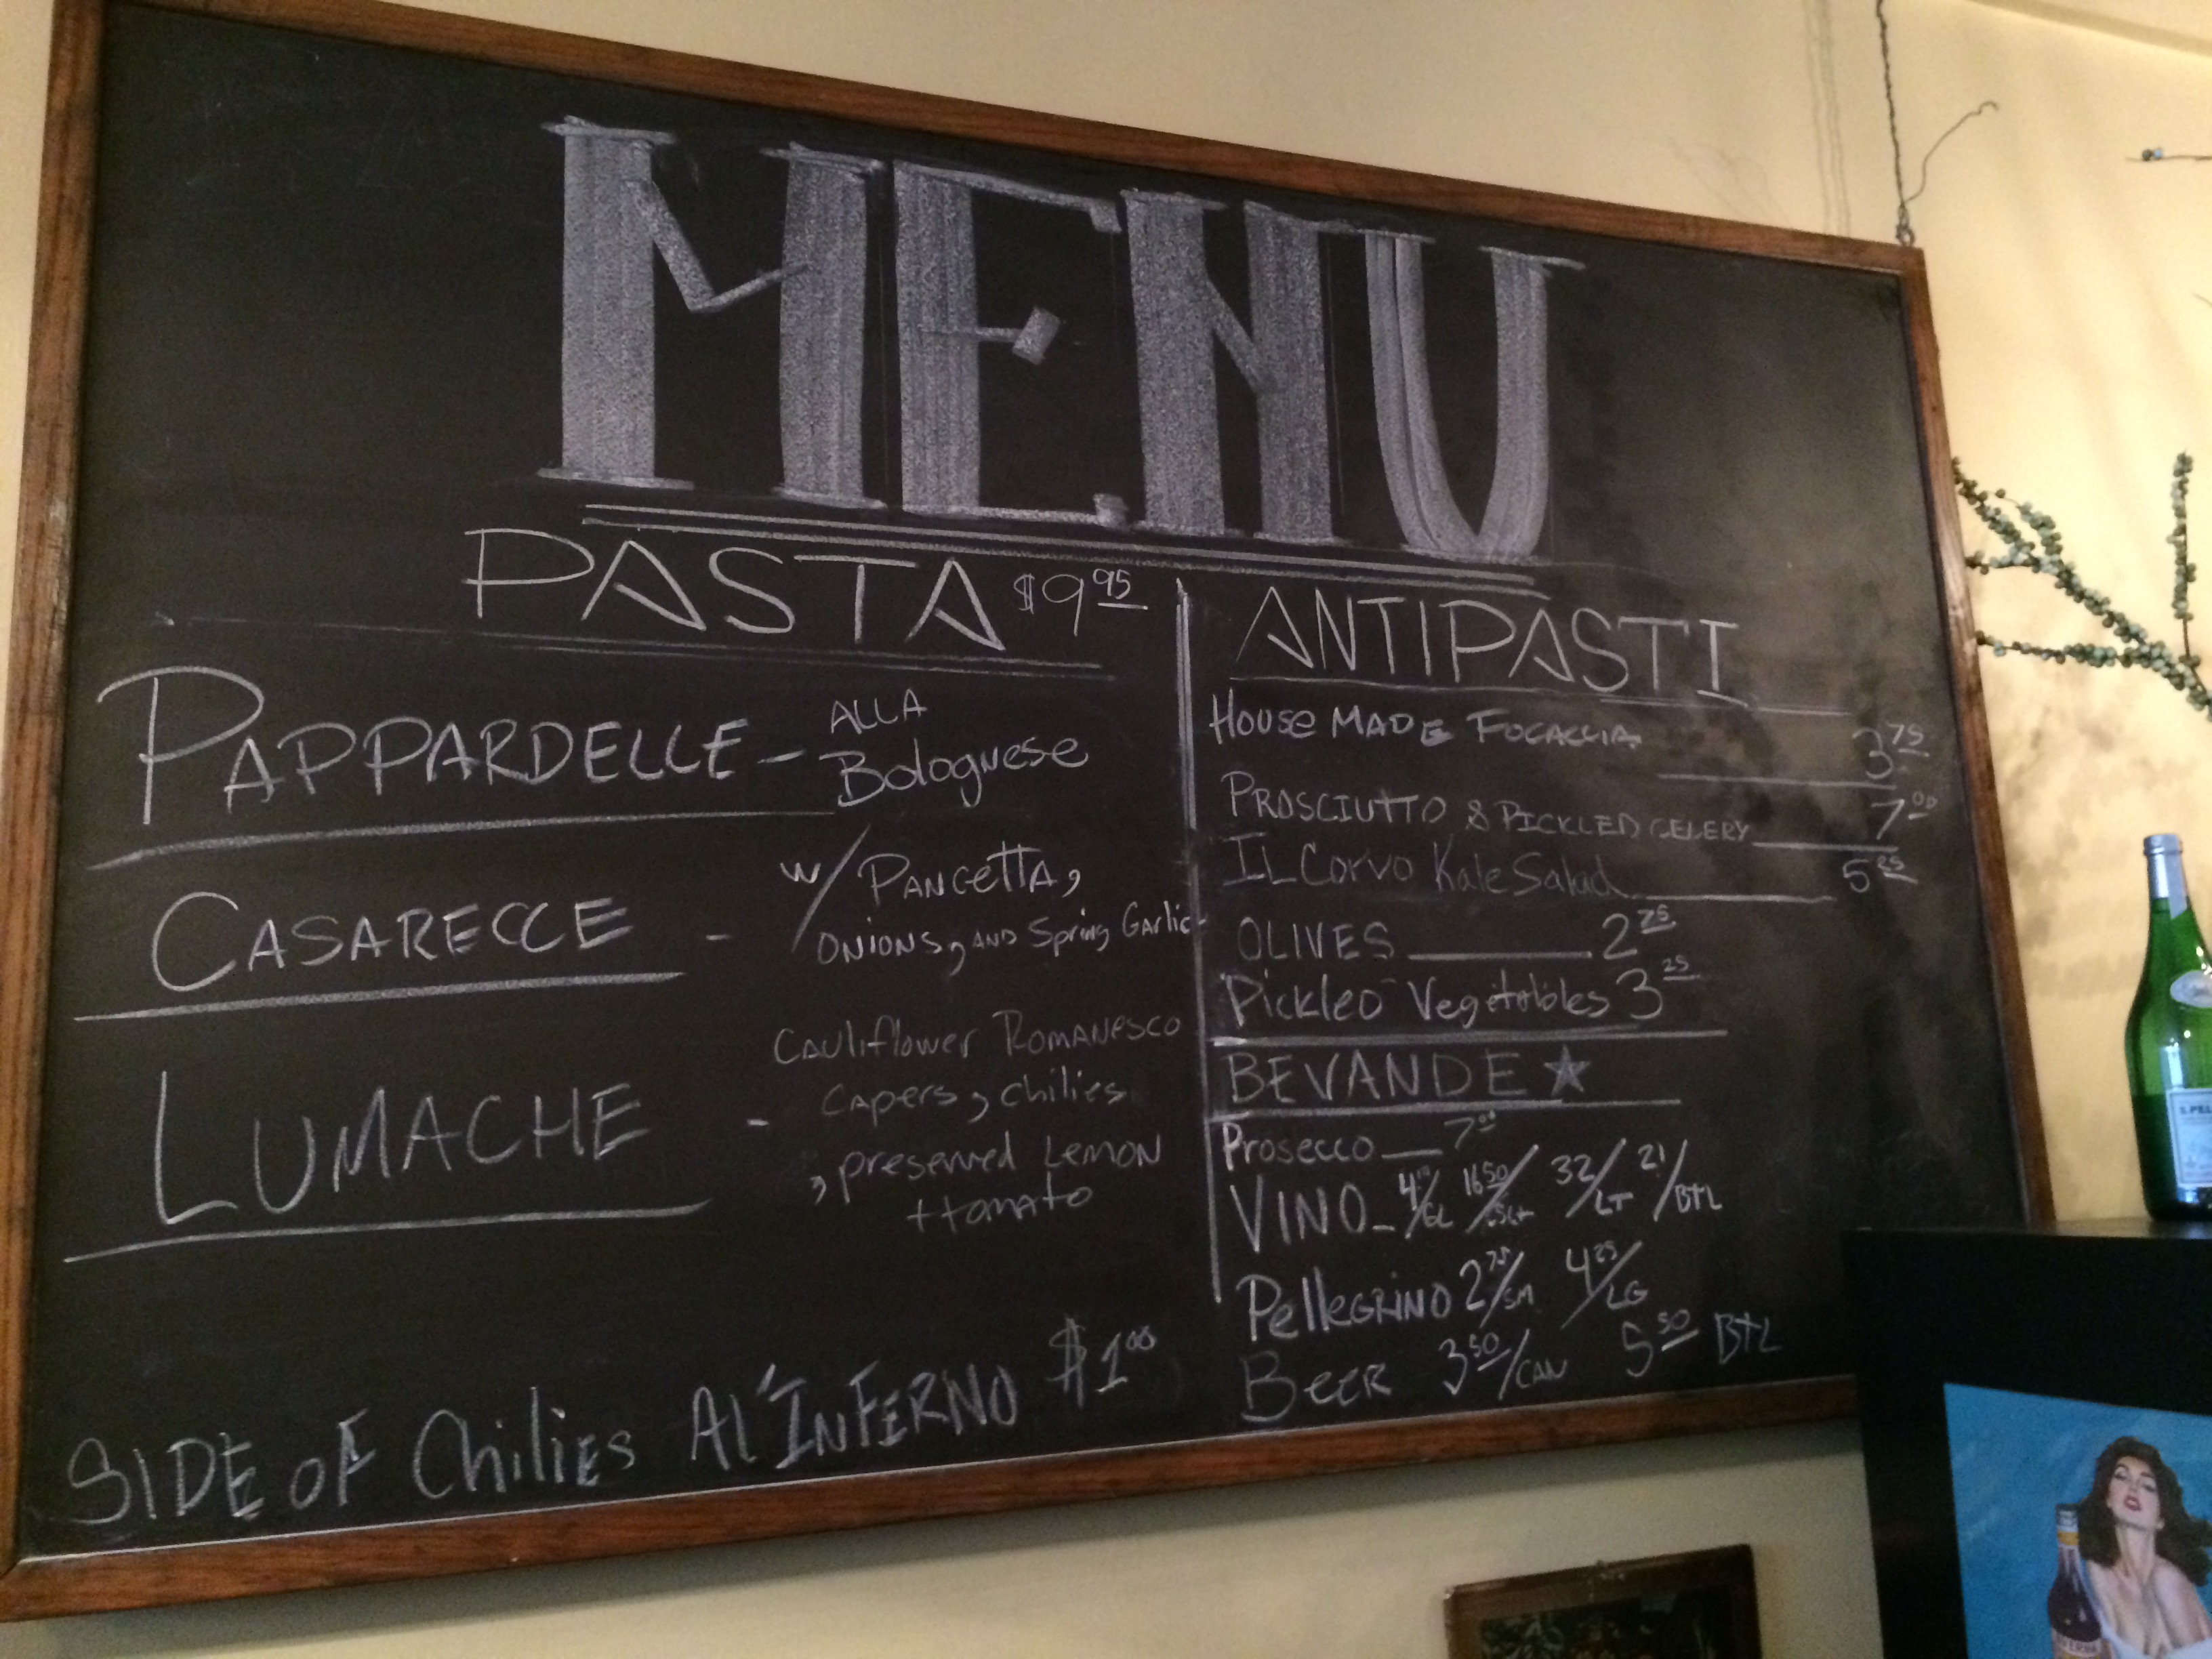 MENU
PASTA $9 95
PAPPARDELLE - ALLA
Bolognese
CASARECCE - w/ PANCETTA,
ONIONS, AND Spring Garlic
LUMACHE - Cauliflower ROMANESCO
capers, chilies
, preserved LEMON
+ tomato
SIDE OF Chilies Al'INFERNO $1 00
ANTIPASTI
HOUSE MADE FOCACCIA 3 75
PROSCIUTTO & PICKLED CELERY 7 00
IL CORVO Kale Salad 5 25
OLIVES 2 75
Pickled Vegetables 3 25
BEVANDE ★
Prosecco 7 00
VINO - /GL 16 50/ 32/LT 21/BTL
PELLEGRINO 2 75/SM 4 25/LG
BEER 3 50/CAN 5 50 BTL
S.PEL